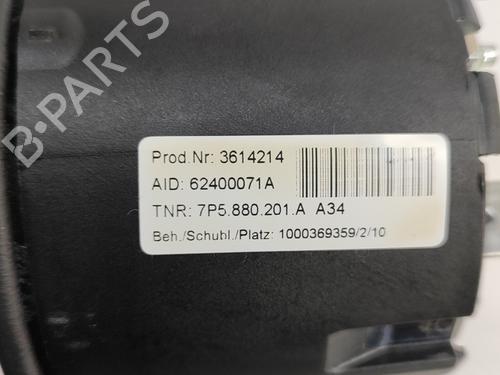 B-PARTS
Prod.Nr: 3614214
AID: 62400071A
TNR: 7P5.880.201.A A34
Beh./Schubl./Platz: 1000369359/2/10